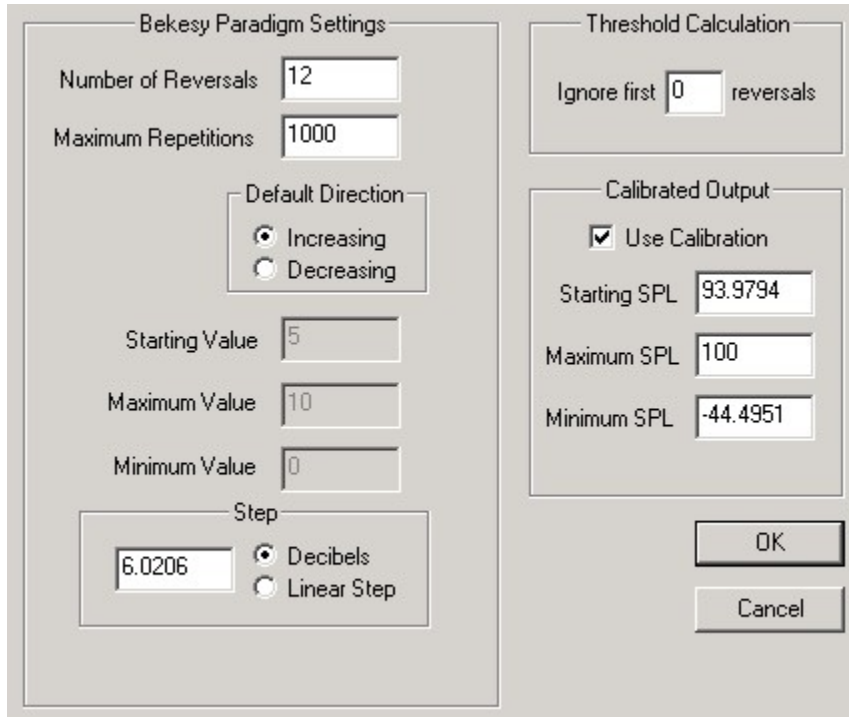 Bekesy Paradigm Settings
Number of Reversals 12
Maximum Repetitions 1000
Default Direction
Increasing
Decreasing
Starting Value 5
Maximum Value 10
Minimum Value 0
Step
6.0206 Decibels
Linear Step
Threshold Calculation
Ignore first 0 reversals
Calibrated Output
Use Calibration
Starting SPL 93.9794
Maximum SPL 100
Minimum SPL -44.4951
OK
Cancel